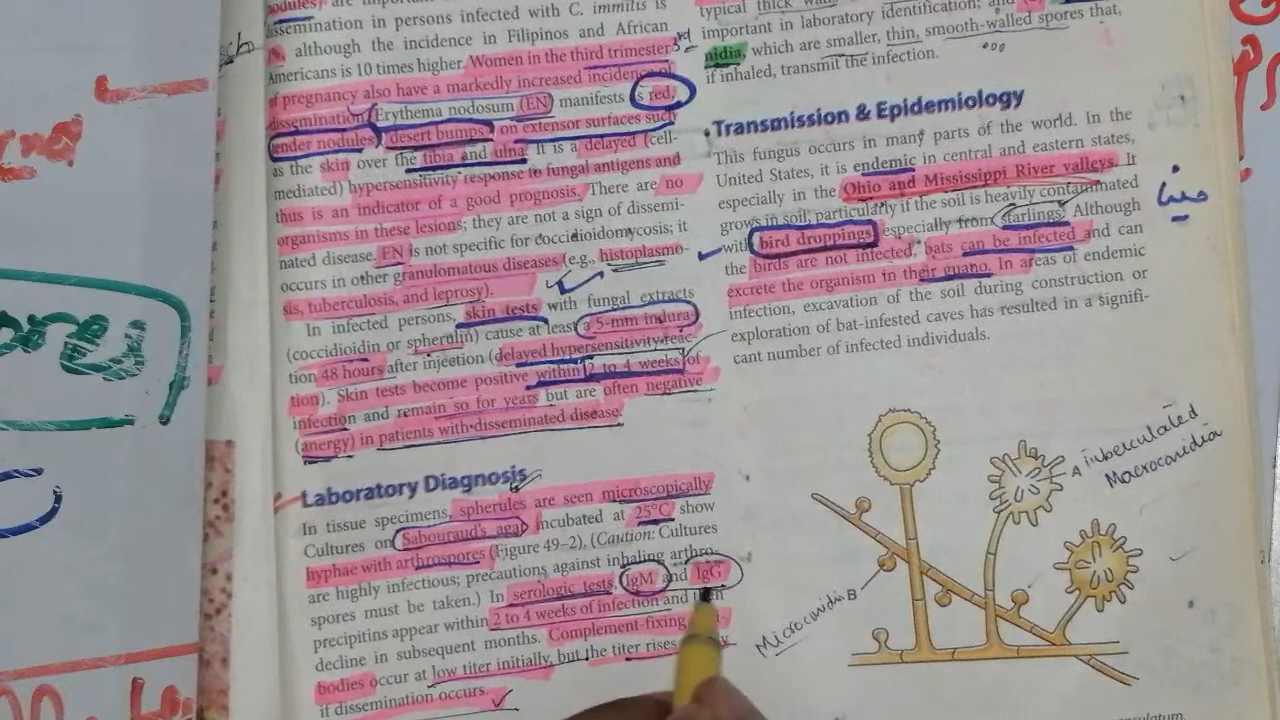 nodules)
dissemination in persons infected with C. immitis is
although the incidence in Filipinos and African
Americans is 10 times higher. Women in the third trimester 3rd
of pregnancy also have a markedly increased incidence of
dissemination. Erythema nodosum (EN) manifests as red,
tender nodules ("desert bumps") on extensor surfaces such
as the skin over the tibia and ulna. It is a delayed (cell-
mediated) hypersensitivity response to fungal antigens and
thus is an indicator of a good prognosis. There are no
organisms in these lesions; they are not a sign of dissemi-
nated disease. EN is not specific for coccidioidomycosis; it
occurs in other granulomatous diseases (e.g., histoplasmo-
sis, tuberculosis, and leprosy).
In infected persons, skin tests with fungal extracts
(coccidioidin or spherulin) cause at least a 5-mm indura-
tion 48 hours after injection (delayed hypersensitivity reac-
tion). Skin tests become positive within 2 to 4 weeks of
infection and remain so for years but are often negative
(anergy) in patients with disseminated disease.
Laboratory Diagnosis
In tissue specimens, spherules are seen microscopically
Cultures on Sabouraud's agar incubated at 25°C show
hyphae with arthrospores (Figure 49–2). (Caution: Cultures
are highly infectious; precautions against inhaling arthro-
spores must be taken.) In serologic tests, IgM and IgG
precipitins appear within 2 to 4 weeks of infection and then
decline in subsequent months. Complement-fixing
bodies occur at low titer initially, but the titer rises
if dissemination occurs.
typical thick wall
important in laboratory identification; and
nidia, which are smaller, thin, smooth-walled spores that,
if inhaled, transmit the infection.
Transmission & Epidemiology
This fungus occurs in many parts of the world. In the
United States, it is endemic in central and eastern states,
especially in the Ohio and Mississippi River valleys. It
grows in soil, particularly if the soil is heavily contaminated
with bird droppings, especially from starlings. Although
the birds are not infected, bats can be infected and can
excrete the organism in their guano. In areas of endemic
infection, excavation of the soil during construction or
exploration of bat-infested caves has resulted in a signifi-
cant number of infected individuals.
مینا
A tuberculated
Macroconidia
Microconidia B